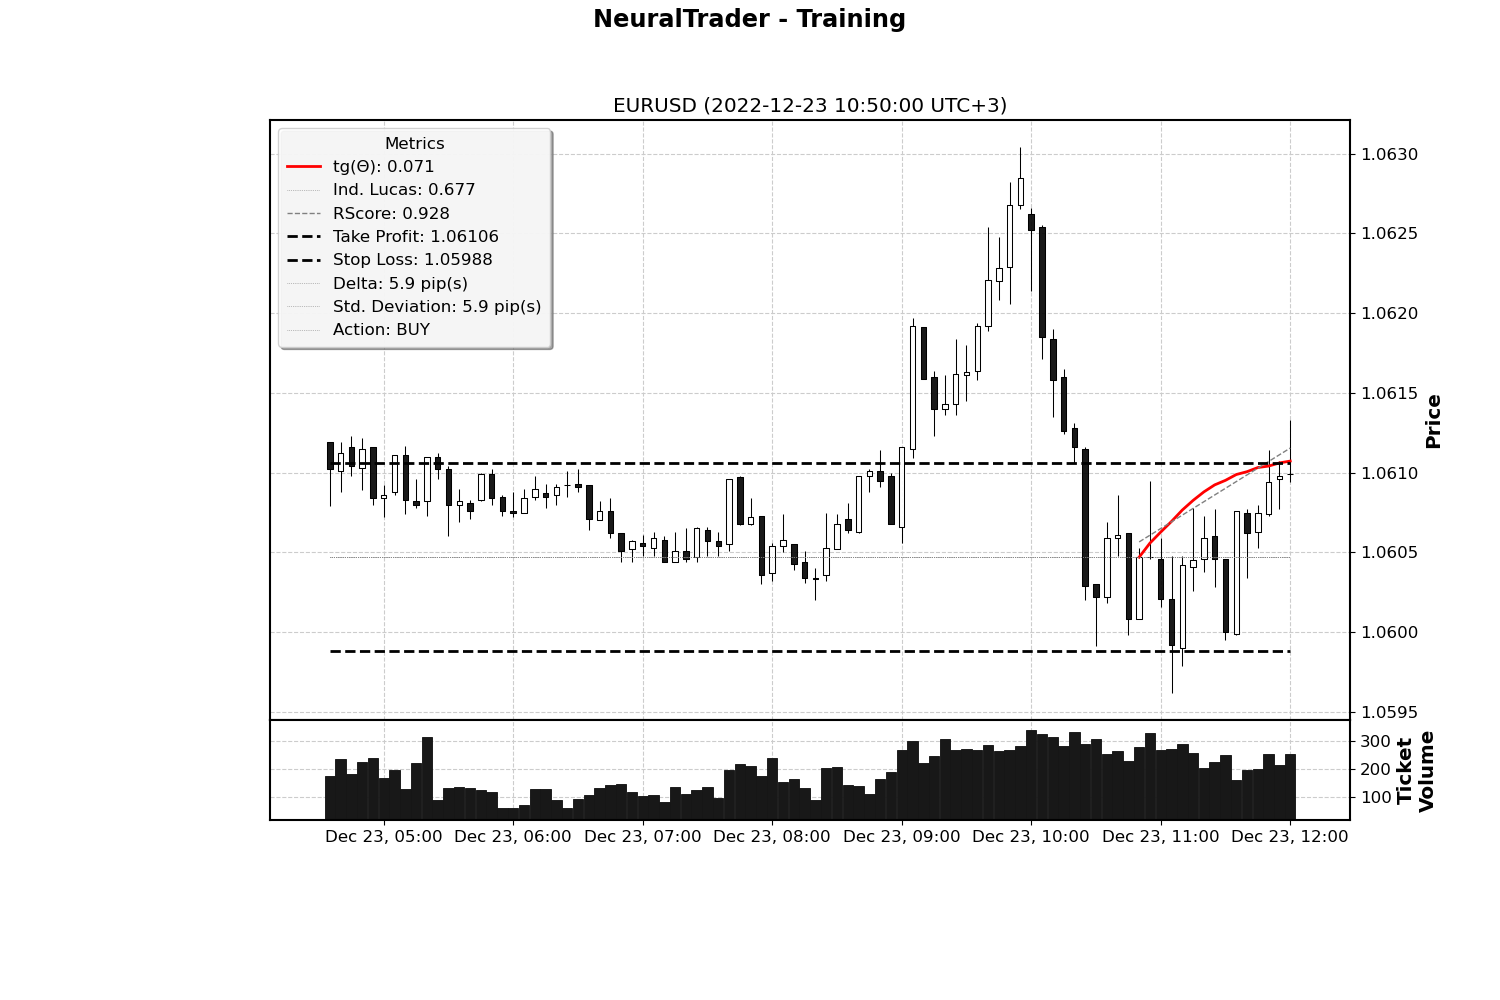 NeuralTrader - Training
EURUSD (2022-12-23 10:50:00 UTC+3)
Metrics
tg(Θ): 0.071
Ind. Lucas: 0.677
RScore: 0.928
Take Profit: 1.06106
Stop Loss: 1.05988
Delta: 5.9 pip(s)
Std. Deviation: 5.9 pip(s)
Action: BUY
1.0630
1.0625
1.0620
1.0615
1.0610
1.0605
1.0600
1.0595
Price
300
200
100
Ticket
Volume
Dec 23, 05:00 Dec 23, 06:00 Dec 23, 07:00 Dec 23, 08:00 Dec 23, 09:00 Dec 23, 10:00 Dec 23, 11:00 Dec 23, 12:00